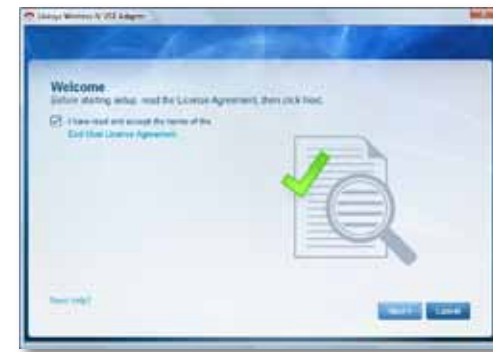 Linksys Wireless-N USB Adapter
Welcome
Before starting setup, read the License Agreement, then click Next.
I have read and accept the terms of the
End User License Agreement.
Need help?
Next
Cancel